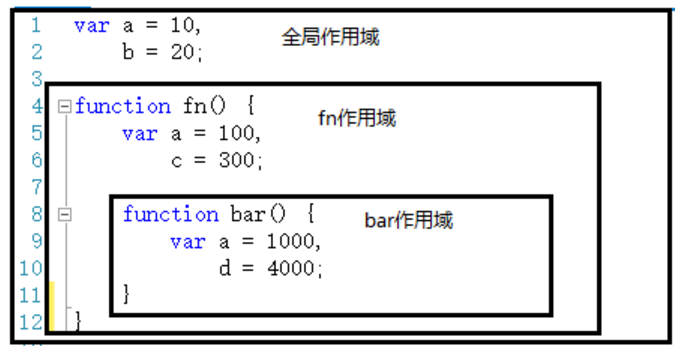 1 var a = 10, 全局作用域
2 b = 20;
3
4 function fn() { fn作用域
5 var a = 100,
6 c = 300;
7
8 function bar() { bar作用域
9 var a = 1000,
10 d = 4000;
11 }
12 }